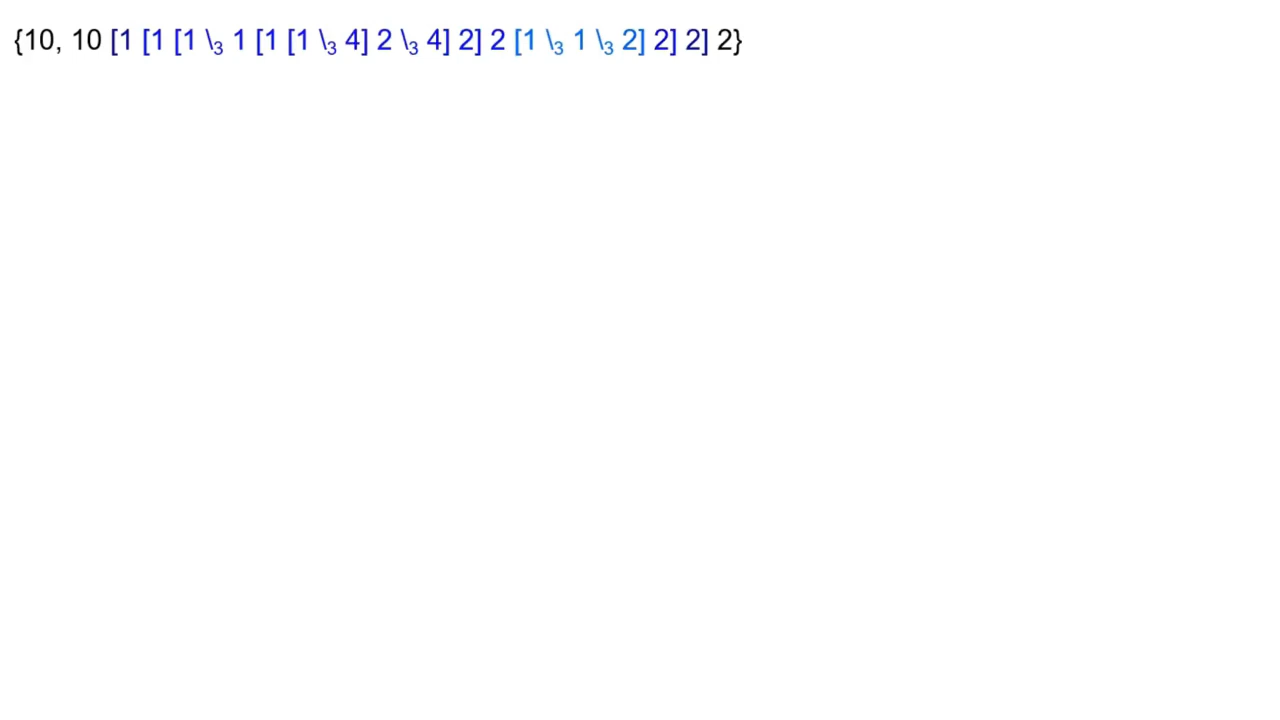 {10, 10 [1 [1 [1 \₃ 1 [1 [1 \₃ 4] 2 \₃ 4] 2] 2 [1 \₃ 1 \₃ 2] 2] 2] 2}